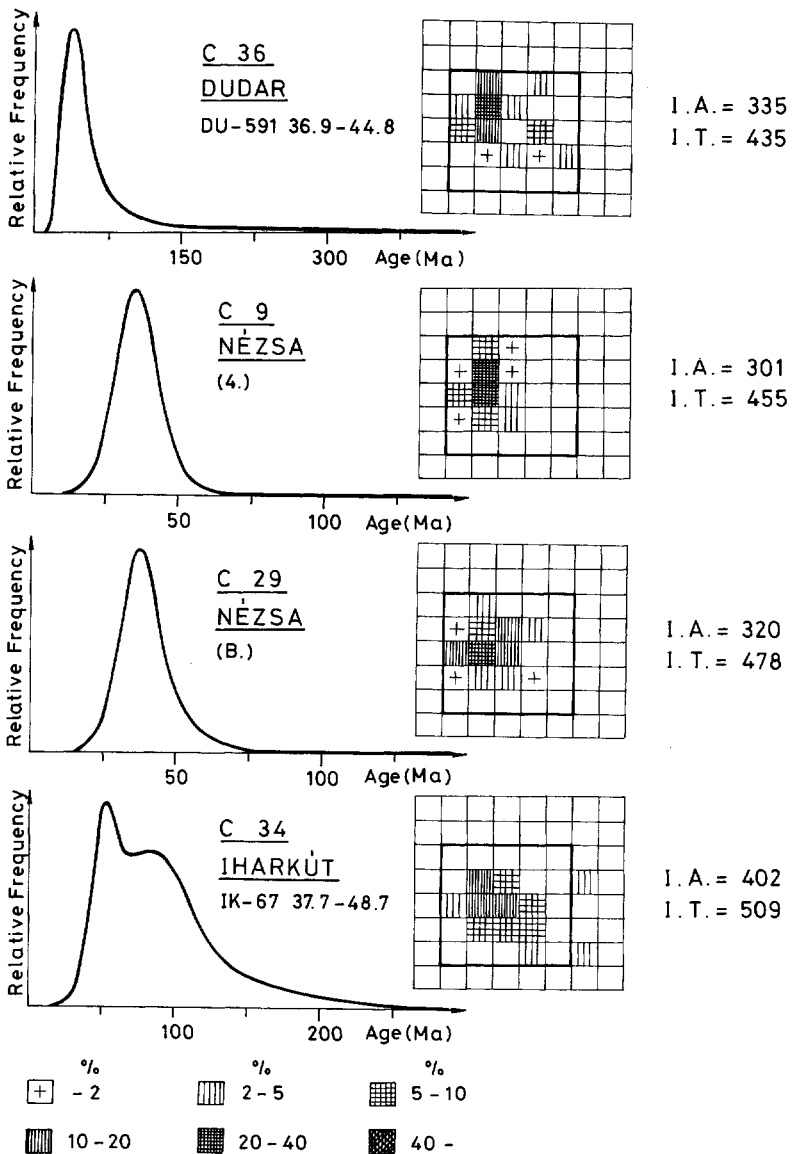 Relative Frequency
C 36
DUDAR
DU-591 36.9-44.8
150
300
Age(Ma)
I.A.= 335
I.T.= 435
Relative Frequency
C 9
NÉZSA
(4.)
50
100
Age(Ma)
I.A.= 301
I.T.= 455
Relative Frequency
C 29
NÉZSA
(B.)
50
100
Age(Ma)
I.A.= 320
I.T.= 478
Relative Frequency
C 34
IHARKÚT
IK-67 37.7-48.7
100
200
Age(Ma)
I.A.= 402
I.T.= 509
% % %
+ - 2 2-5 5-10
10-20 20-40 40 -